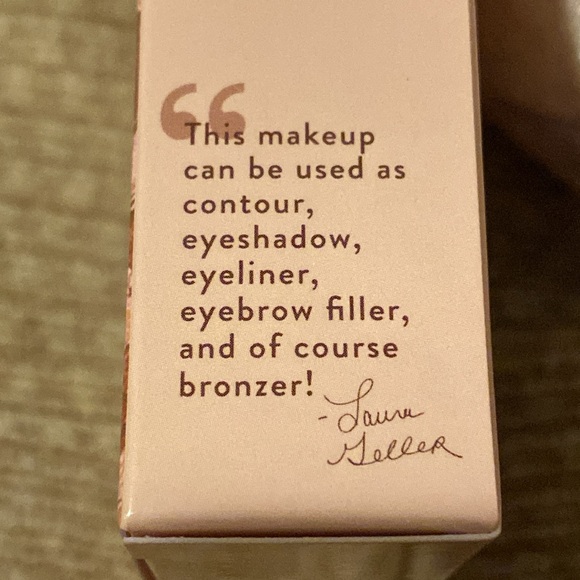 “This makeup
can be used as
contour,
eyeshadow,
eyeliner,
eyebrow filler,
and of course
bronzer!
-Laura
Geller